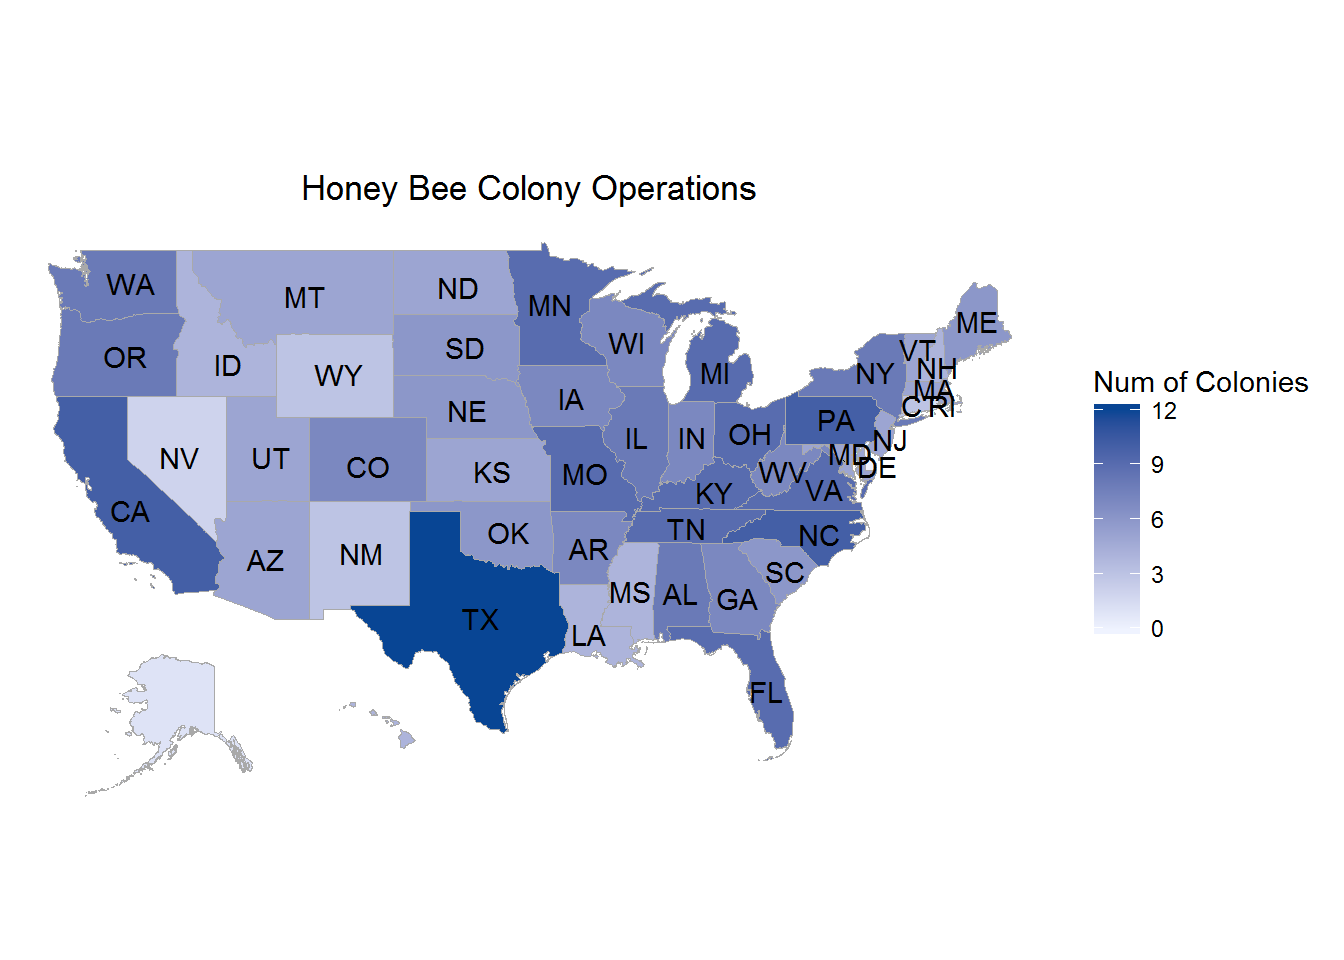 Honey Bee Colony Operations
WA
MT
ND
MN
ME
OR
ID
SD
WI
VT
NH
WY
MI
NY
MA
NE
IA
CT
RI
PA
NV
UT
CO
KS
IL
IN
OH
NJ
MD
DE
MO
WV
VA
KY
CA
TN
NC
AZ
NM
OK
AR
SC
MS
AL
GA
TX
LA
FL
Num of Colonies
12
9
6
3
0